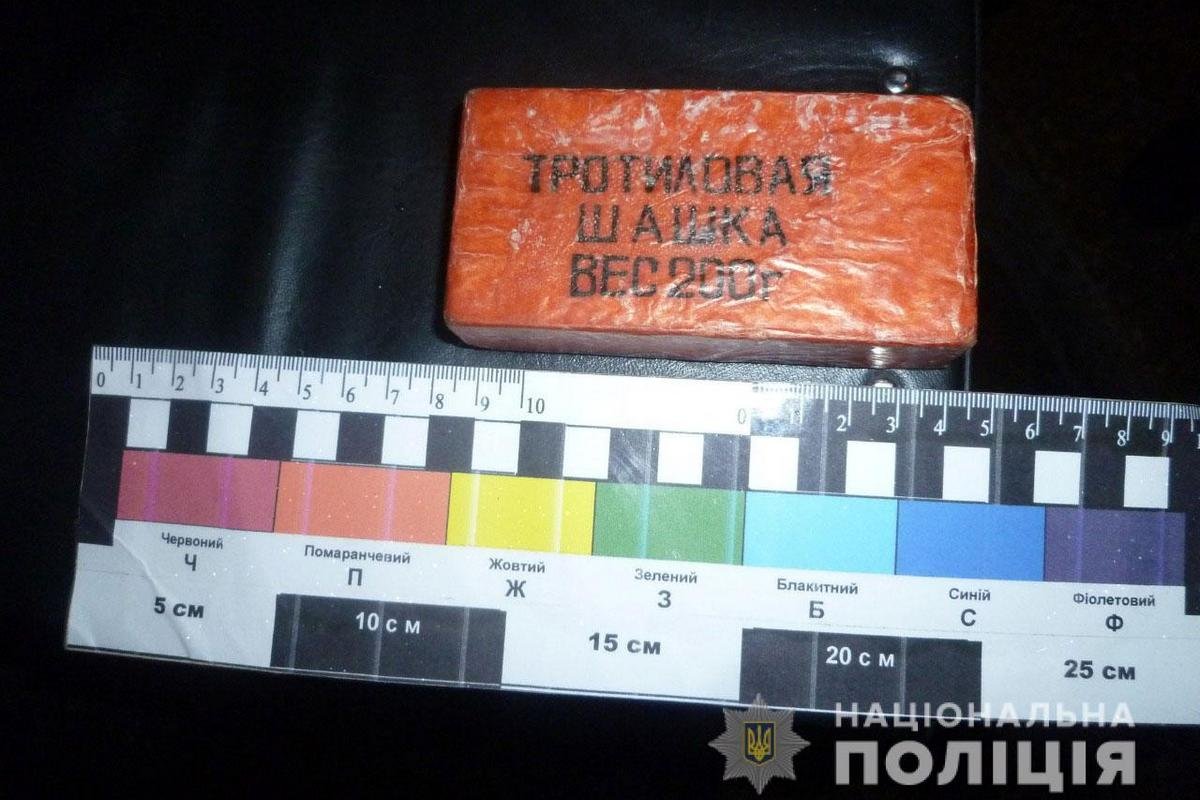 ТРОТИЛОВАЯ
ШАШКА
ВЕС 200г
0 1 2 3 4 5 6 7 8 9 10
0 1 2 3 4 5 6 7 8 9
Червоний Помаранчевий Жовтий Зелений Блакитний Синій Фіолетовий
Ч П Ж З Б С Ф
5 см 10 см 15 см 20 см 25 см
НАЦІОНАЛЬНА
ПОЛІЦІЯ